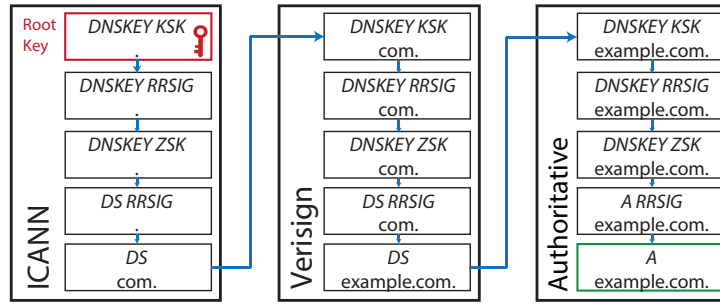 Root
Key
DNSKEY KSK
.
DNSKEY RRSIG
.
DNSKEY ZSK
.
DS RRSIG
.
DS
com.
ICANN
DNSKEY KSK
com.
DNSKEY RRSIG
com.
DNSKEY ZSK
com.
DS RRSIG
com.
DS
example.com.
Verisign
DNSKEY KSK
example.com.
DNSKEY RRSIG
example.com.
DNSKEY ZSK
example.com.
A RRSIG
example.com.
A
example.com.
Authoritative